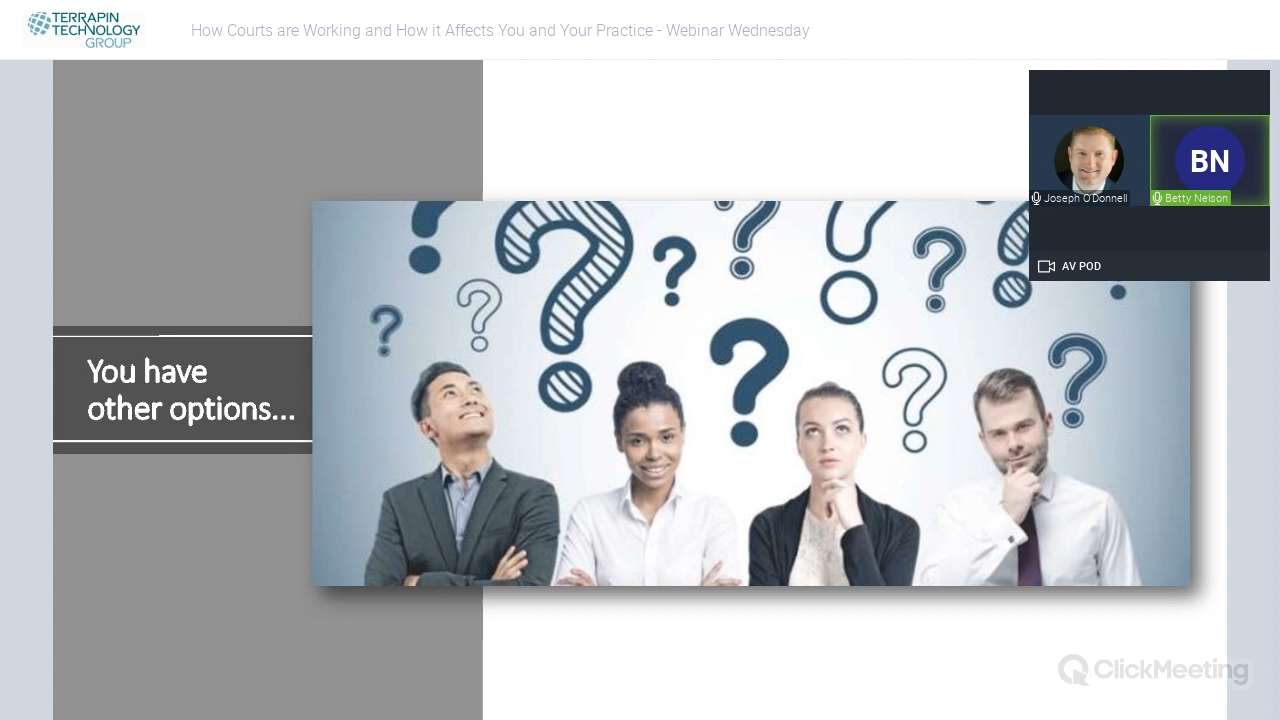 TERRAPIN
TECHNOLOGY
GROUP
How Courts are Working and How it Affects You and Your Practice - Webinar Wednesday
BN
Joseph O'Donnell
Betty Nelson
AV POD
You have
other options...
ClickMeeting